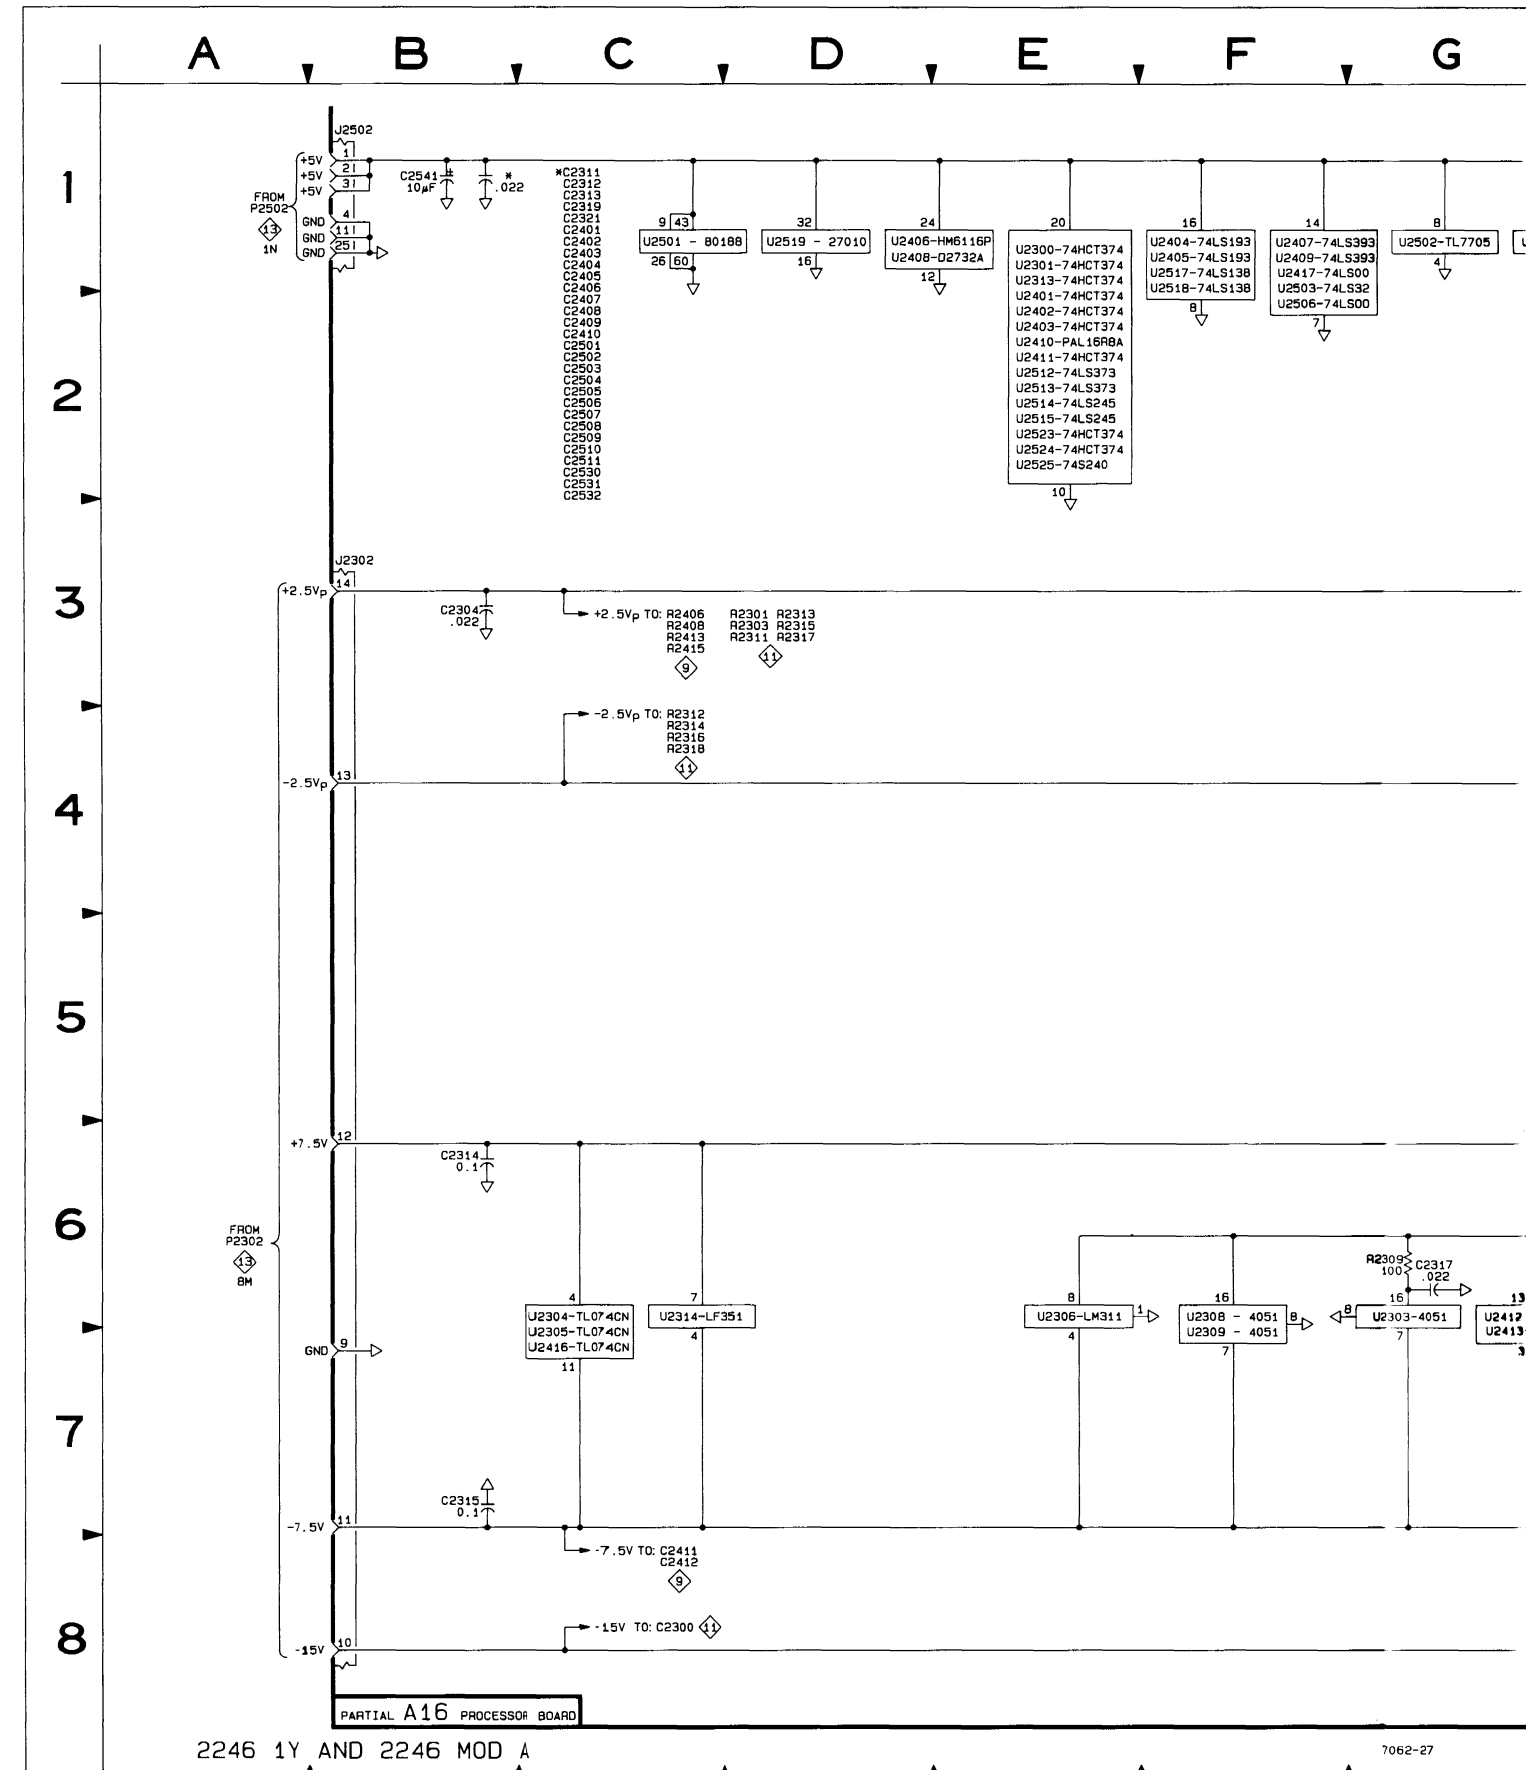 A B C D E F G
1
J2502
+5V 1
+5V 2
+5V 3
FROM
P2502
13
1N
GND 4
GND 11
GND 25
C2541 +
10µF
*
.022
*C2311
C2312
C2313
C2319
C2321
C2401
C2402
C2403
C2404
C2405
C2406
C2407
C2408
C2409
C2410
C2501
C2502
C2503
C2504
C2505
C2506
C2507
C2508
C2509
C2510
C2511
C2530
C2531
C2532
9 43
U2501 - 80188
26 60
32
U2519 - 27010
16
24
U2406-HM6116P
U2408-D2732A
12
20
U2300-74HCT374
U2301-74HCT374
U2313-74HCT374
U2401-74HCT374
U2402-74HCT374
U2403-74HCT374
U2410-PAL16R8A
U2411-74HCT374
U2512-74LS373
U2513-74LS373
U2514-74LS245
U2515-74LS245
U2523-74HCT374
U2524-74HCT374
U2525-74S240
10
16
U2404-74LS193
U2405-74LS193
U2517-74LS138
U2518-74LS138
8
14
U2407-74LS393
U2409-74LS393
U2417-74LS00
U2503-74LS32
U2506-74LS00
7
8
U2502-TL7705
4
2
3
J2302
+2.5Vp 14
C2304
.022
+2.5Vp TO: R2406 R2301 R2313
R2408 R2303 R2315
R2413 R2311 R2317
R2415
9
11
-2.5Vp TO: R2312
R2314
R2316
R2318
11
-2.5Vp 13
4
5
+7.5V 12
C2314
0.1
6
FROM
P2302
13
8M
4
U2304-TL074CN
U2305-TL074CN
U2416-TL074CN
11
7
U2314-LF351
4
8
U2306-LM311 1
4
16
U2308 - 4051
U2309 - 4051 8
7
R2309
100
C2317
.022
16
8 U2303-4051
7
13
U2412
U2413-
GND 9
7
C2315
0.1
-7.5V 11
-7.5V TO: C2411
C2412
9
8
-15V TO: C2300 11
-15V 10
PARTIAL A16 PROCESSOR BOARD
2246 1Y AND 2246 MOD A
7062-27